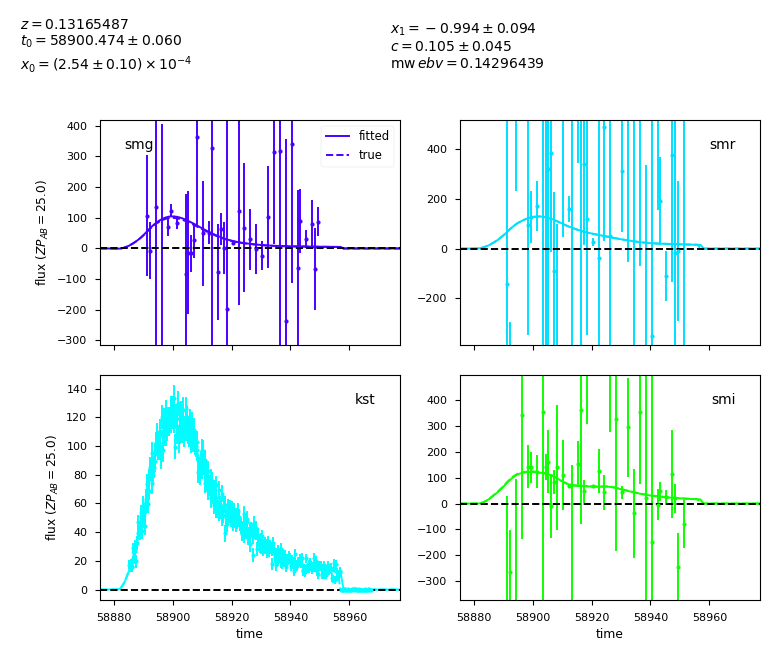 z = 0.13165487
t₀ = 58900.474 ± 0.060
x₀ = (2.54 ± 0.10) × 10⁻⁴
x₁ = −0.994 ± 0.094
c = 0.105 ± 0.045
mw ebv = 0.14296439
smg
fitted
true
400
300
200
100
0
−100
−200
−300
flux (ZP_AB = 25.0)
smr
400
200
0
−200
kst
140
120
100
80
60
40
20
0
flux (ZP_AB = 25.0)
58880 58900 58920 58940 58960
time
smi
400
300
200
100
0
−100
−200
−300
58880 58900 58920 58940 58960
time